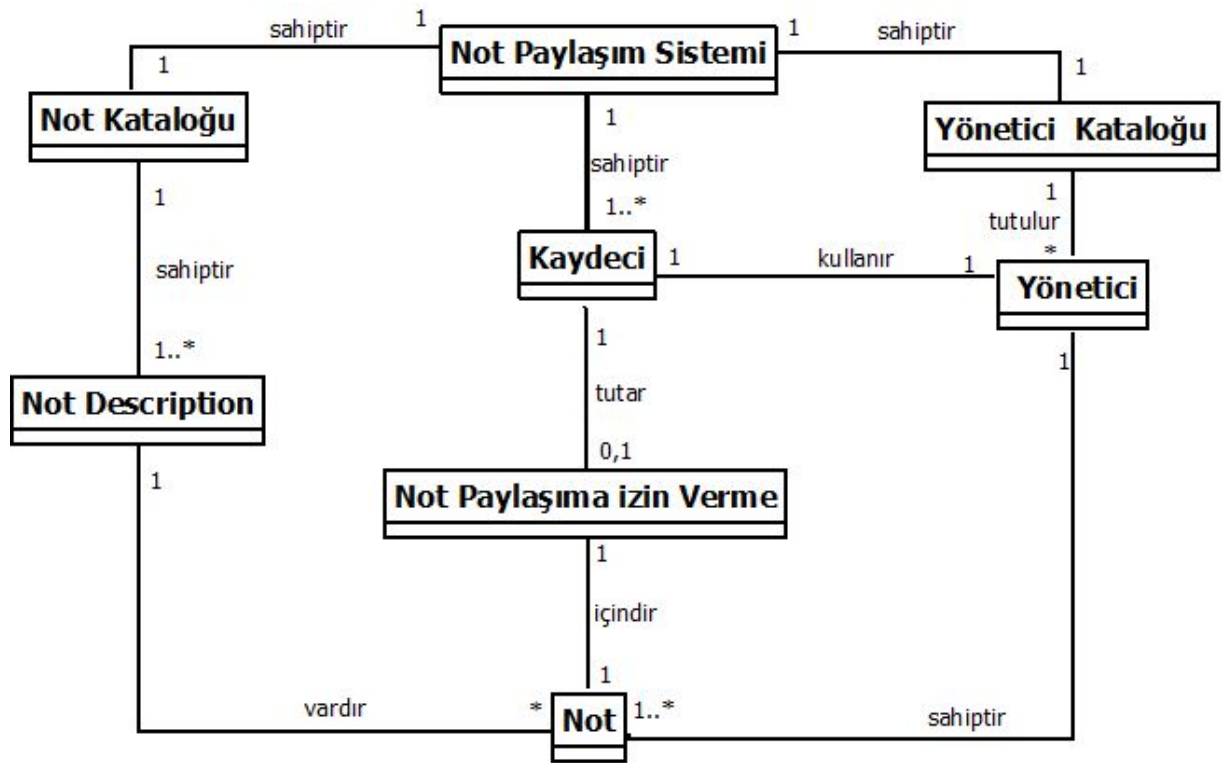 sahiptir
1
1
Not Paylaşım Sistemi
1
sahiptir
1
Not Kataloğu
Yönetici Kataloğu
1
sahiptir
1..*
1
sahiptir
1..*
1
tutulur
*
Kaydeci
1
kullanır
1
Yönetici
1
tutar
0,1
1
Not Description
1
Not Paylaşıma izin Verme
1
içindir
1
vardır
*
Not
1..*
sahiptir